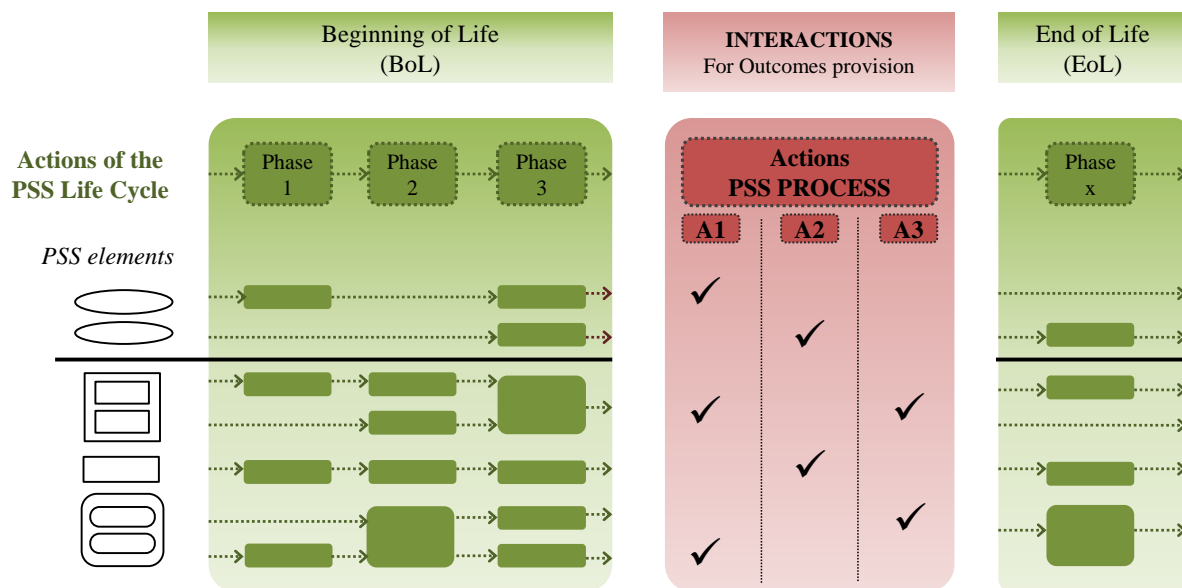 Beginning of Life
(BoL)
INTERACTIONS
For Outcomes provision
End of Life
(EoL)
Actions of the
PSS Life Cycle
Phase
1
Phase
2
Phase
3
Actions
PSS PROCESS
Phase
x
A1
A2
A3
PSS elements